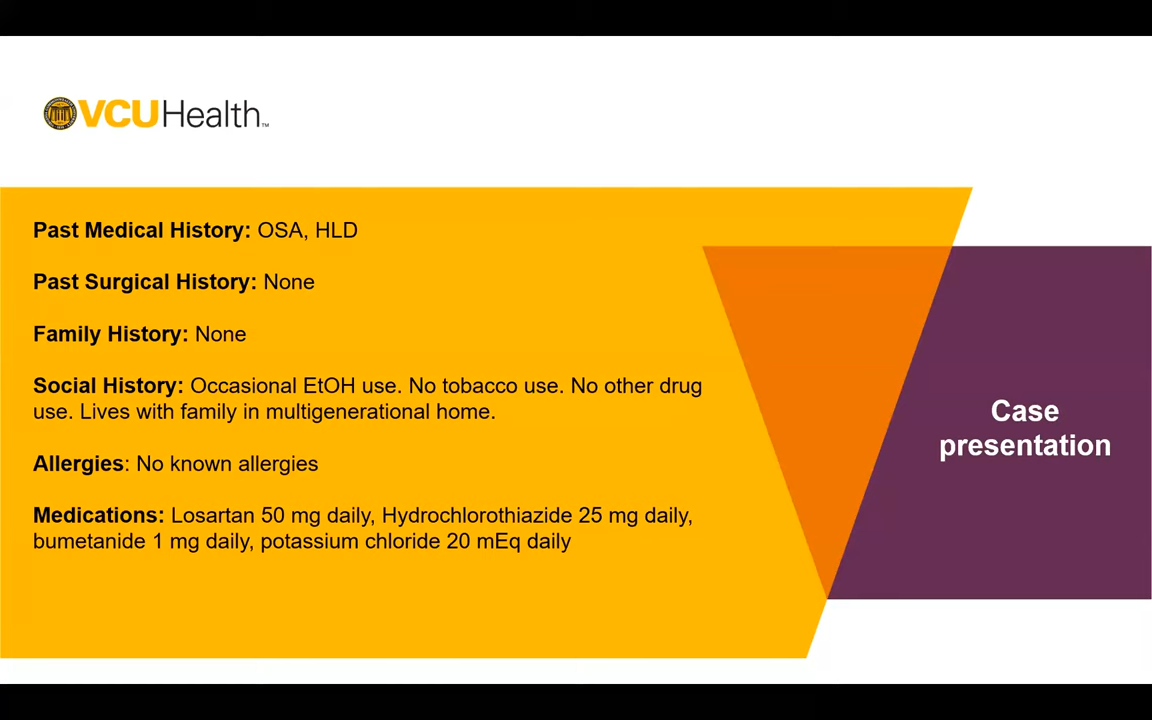 VCUHealth™
Past Medical History: OSA, HLD
Past Surgical History: None
Family History: None
Social History: Occasional EtOH use. No tobacco use. No other drug
use. Lives with family in multigenerational home.
Allergies: No known allergies
Medications: Losartan 50 mg daily, Hydrochlorothiazide 25 mg daily,
bumetanide 1 mg daily, potassium chloride 20 mEq daily
Case
presentation